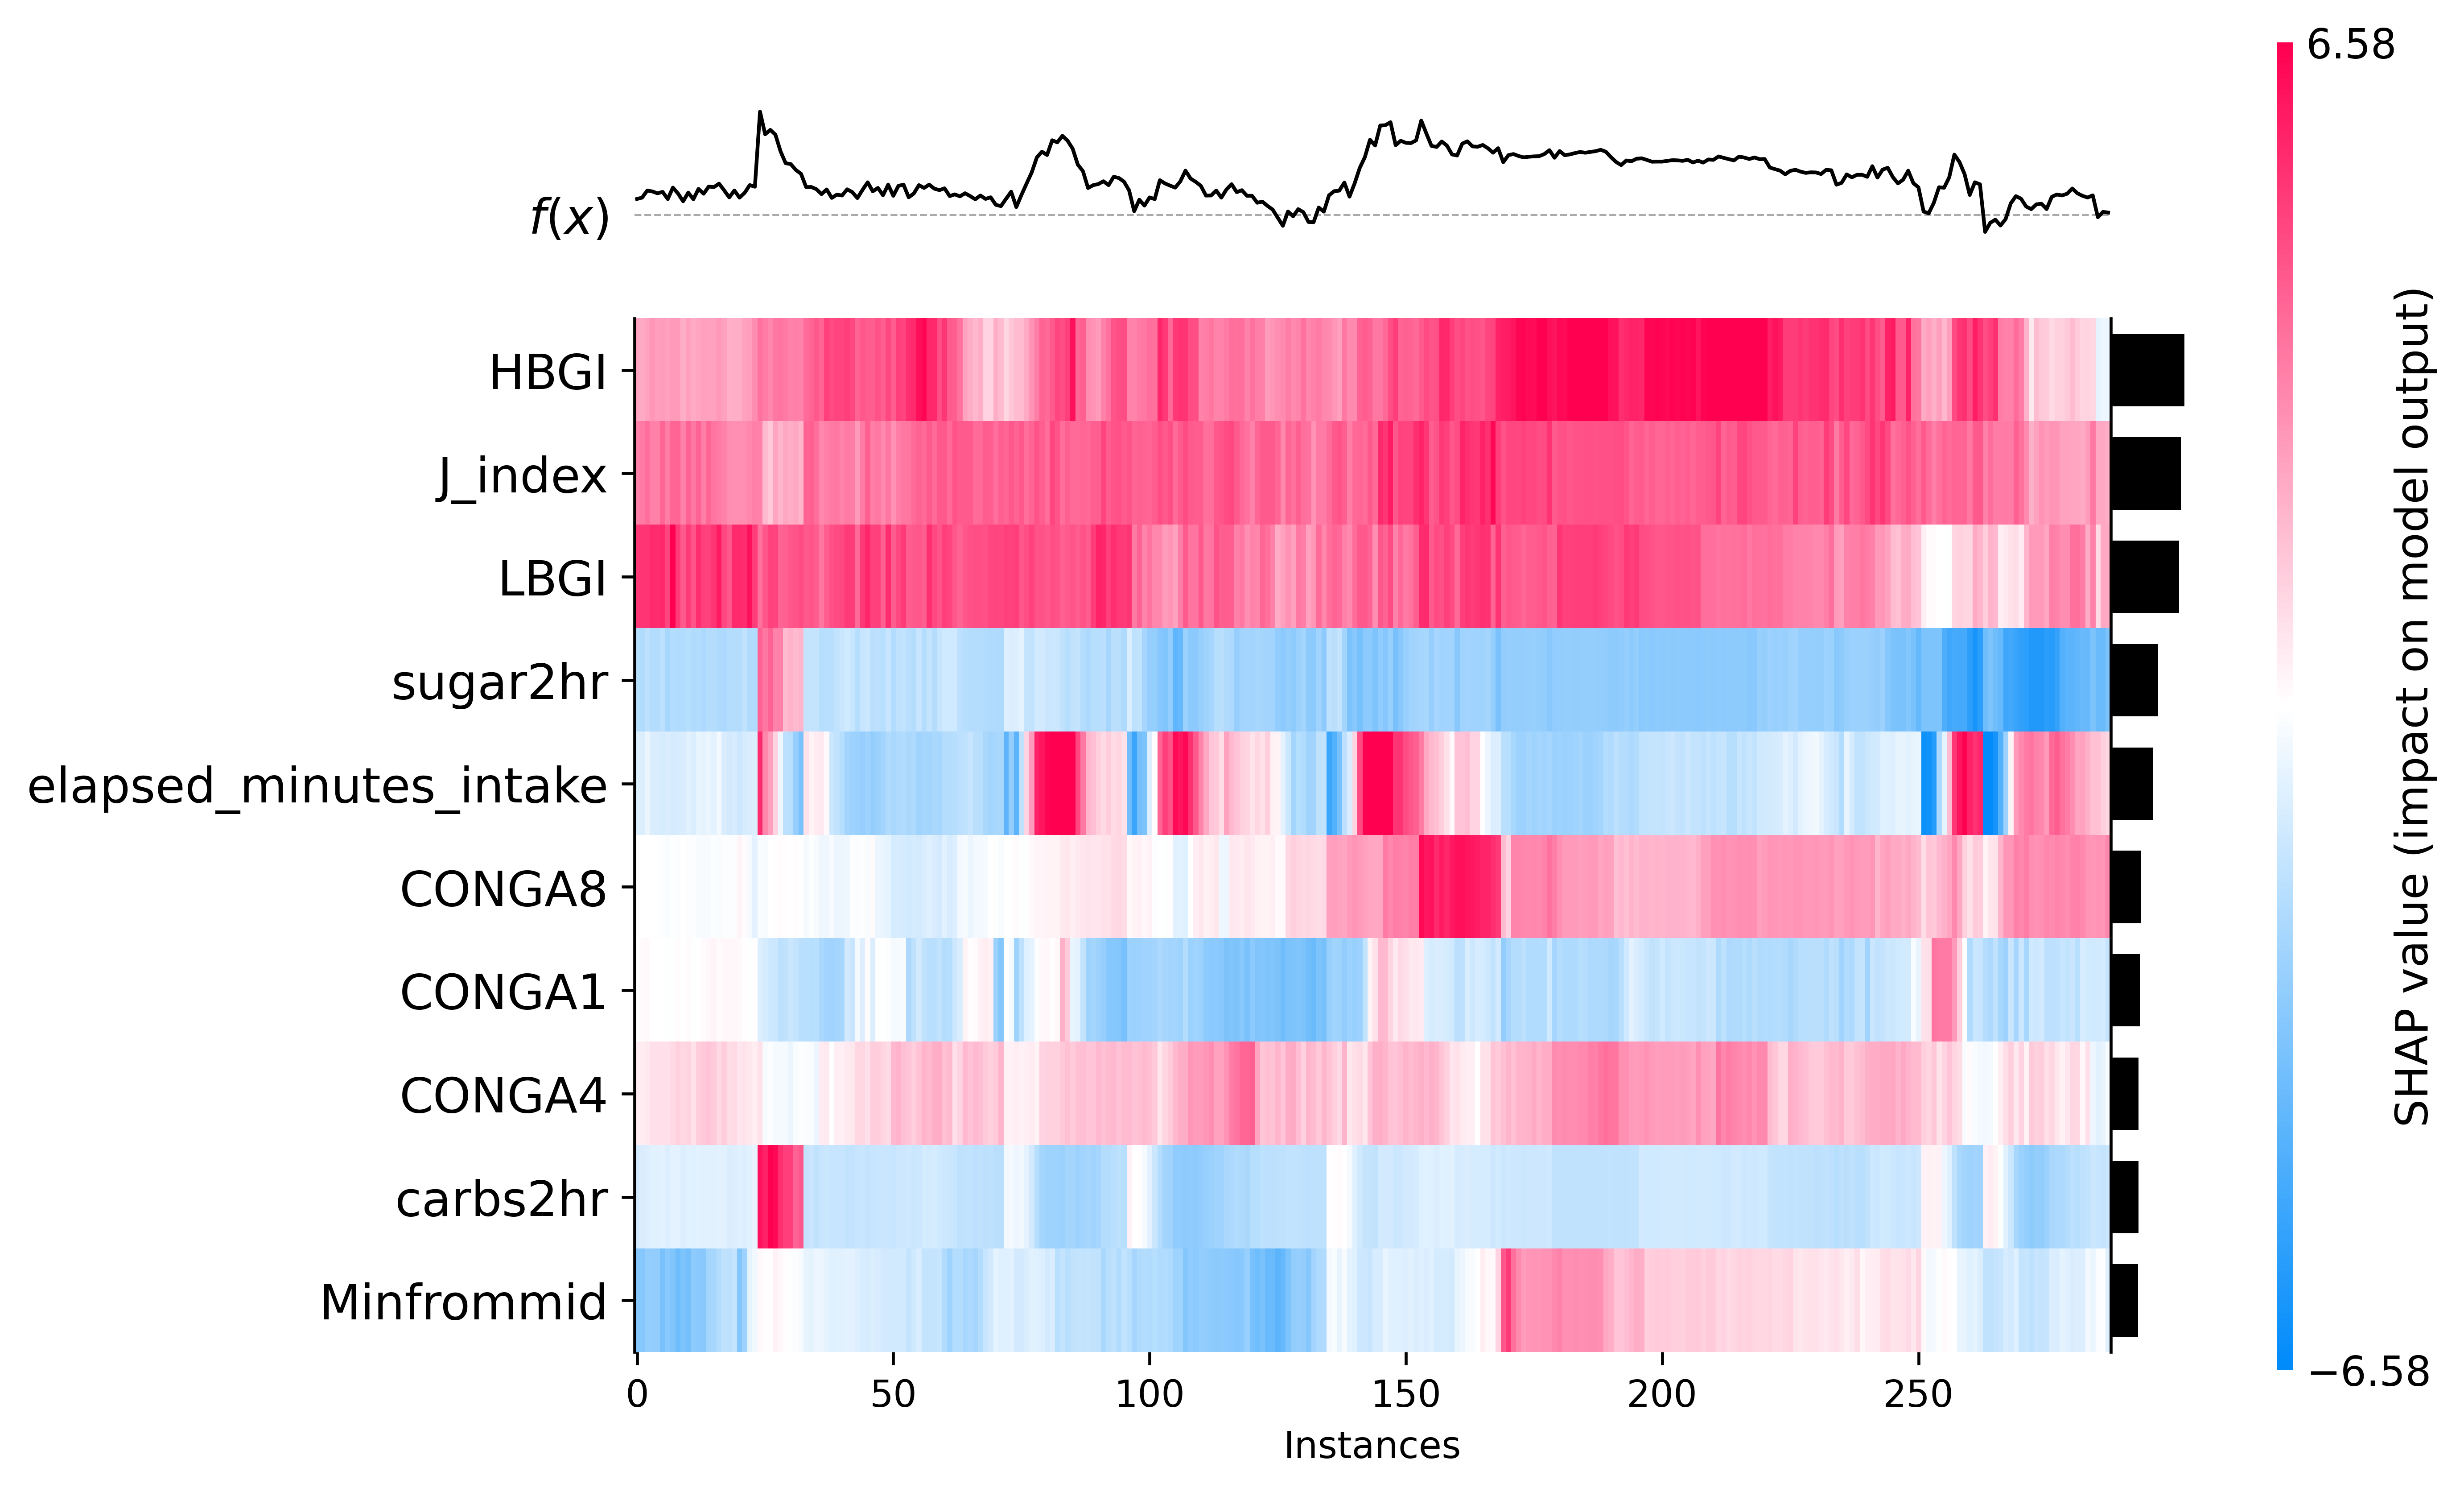 6.58
f(x)
HBGI
J_index
LBGI
sugar2hr
elapsed_minutes_intake
CONGA8
CONGA1
CONGA4
carbs2hr
Minfrommid
0 50 100 150 200 250
Instances
−6.58
SHAP value (impact on model output)